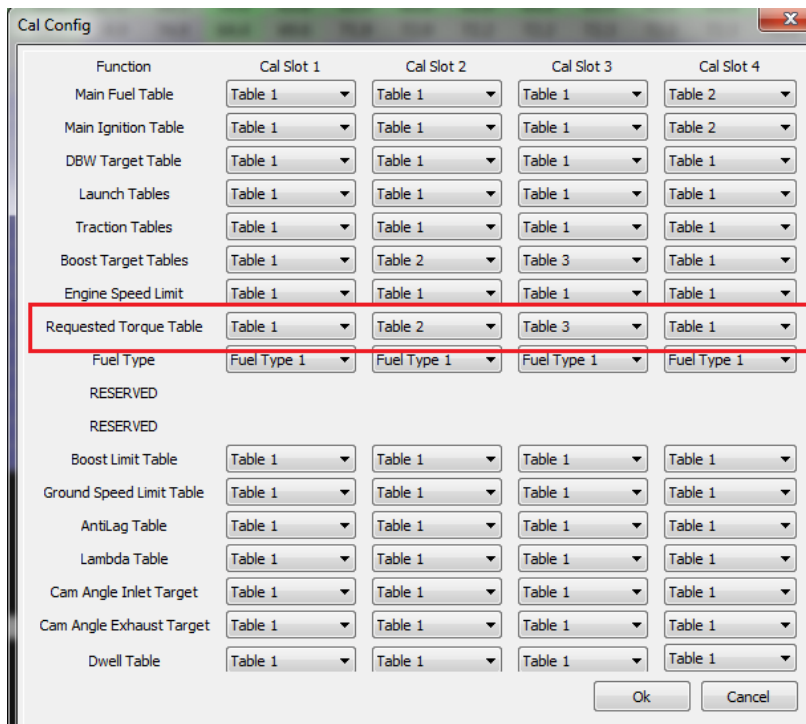 Cal Config
Function Cal Slot 1 Cal Slot 2 Cal Slot 3 Cal Slot 4
Main Fuel Table Table 1 Table 1 Table 1 Table 2
Main Ignition Table Table 1 Table 1 Table 1 Table 2
DBW Target Table Table 1 Table 1 Table 1 Table 1
Launch Tables Table 1 Table 1 Table 1 Table 1
Traction Tables Table 1 Table 1 Table 1 Table 1
Boost Target Tables Table 1 Table 2 Table 3 Table 1
Engine Speed Limit Table 1 Table 1 Table 1 Table 1
Requested Torque Table Table 1 Table 2 Table 3 Table 1
Fuel Type Fuel Type 1 Fuel Type 1 Fuel Type 1 Fuel Type 1
RESERVED
RESERVED
Boost Limit Table Table 1 Table 1 Table 1 Table 1
Ground Speed Limit Table Table 1 Table 1 Table 1 Table 1
AntiLag Table Table 1 Table 1 Table 1 Table 1
Lambda Table Table 1 Table 1 Table 1 Table 1
Cam Angle Inlet Target Table 1 Table 1 Table 1 Table 1
Cam Angle Exhaust Target Table 1 Table 1 Table 1 Table 1
Dwell Table Table 1 Table 1 Table 1 Table 1
Ok Cancel